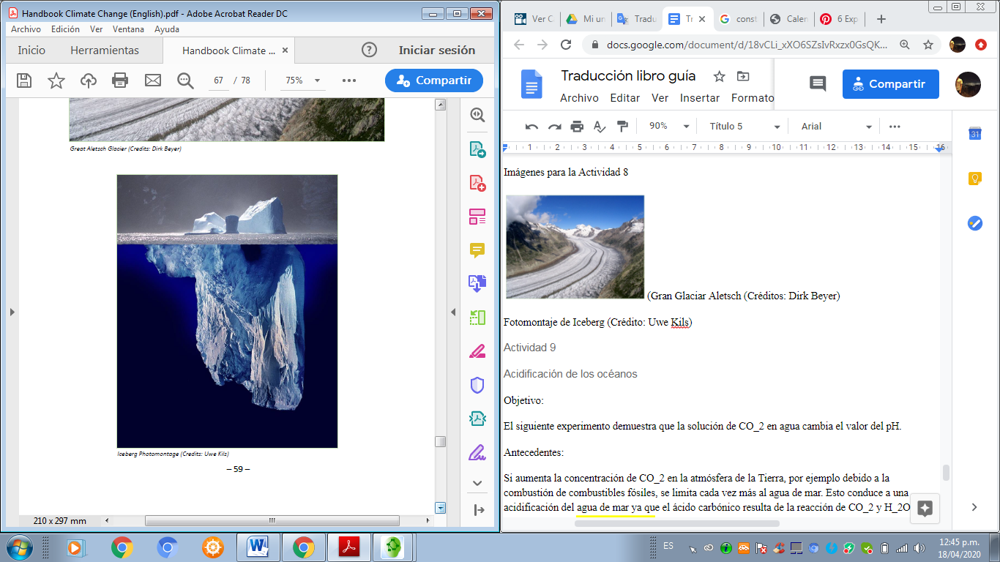 Handbook Climate Change (English).pdf - Adobe Acrobat Reader DC
Archivo Edición Ver Ventana Ayuda
Inicio Herramientas Handbook Climate ... × Iniciar sesión
67 / 78 75% Compartir
Great Aletsch Glacier (Credits: Dirk Beyer)
Iceberg Photomontage (Credits: Uwe Kils)
– 59 –
210 x 297 mm
Ver C Mi un Tradu Tr × const Calen 6 Exp
docs.google.com/document/d/18vCLi_xXO6SZsIvRxzx0GsQK...
Traducción libro guía
Archivo Editar Ver Insertar Formato
Compartir
90% Título 5 Arial
1 2 3 4 5 6 7 8 9 10 11 12 13 14 15 16
31
Imágenes para la Actividad 8
(Gran Glaciar Aletsch (Créditos: Dirk Beyer)
Fotomontaje de Iceberg (Crédito: Uwe Kils)
Actividad 9
Acidificación de los océanos
Objetivo:
El siguiente experimento demuestra que la solución de CO_2 en agua cambia el valor del pH.
Antecedentes:
Si aumenta la concentración de CO_2 en la atmósfera de la Tierra, por ejemplo debido a la
combustión de combustibles fósiles, se limita cada vez más al agua de mar. Esto conduce a una
acidificación del agua de mar ya que el ácido carbónico resulta de la reacción de CO_2 y H_2O
ES
12:45 p.m.
18/04/2020